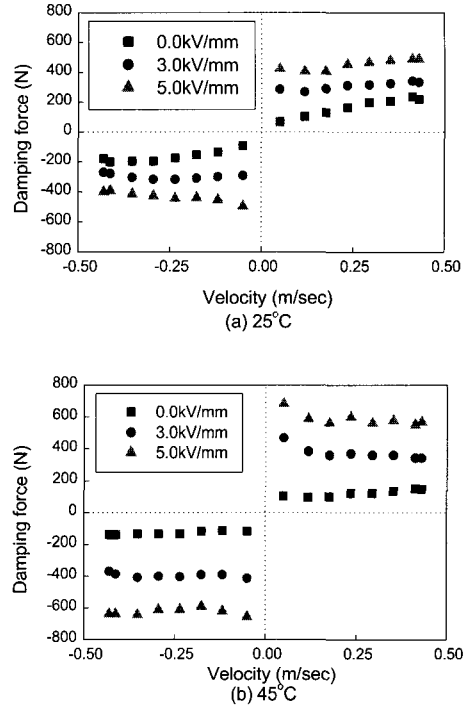 800
600
400
200
0
-200
-400
-600
-800
Damping force (N)
0.0kV/mm
3.0kV/mm
5.0kV/mm
-0.50
-0.25
0.00
0.25
0.50
Velocity (m/sec)
(a) 25°C
800
600
400
200
0
-200
-400
-600
-800
Damping force (N)
0.0kV/mm
3.0kV/mm
5.0kV/mm
-0.50
-0.25
0.00
0.25
0.50
Velocity (m/sec)
(b) 45°C